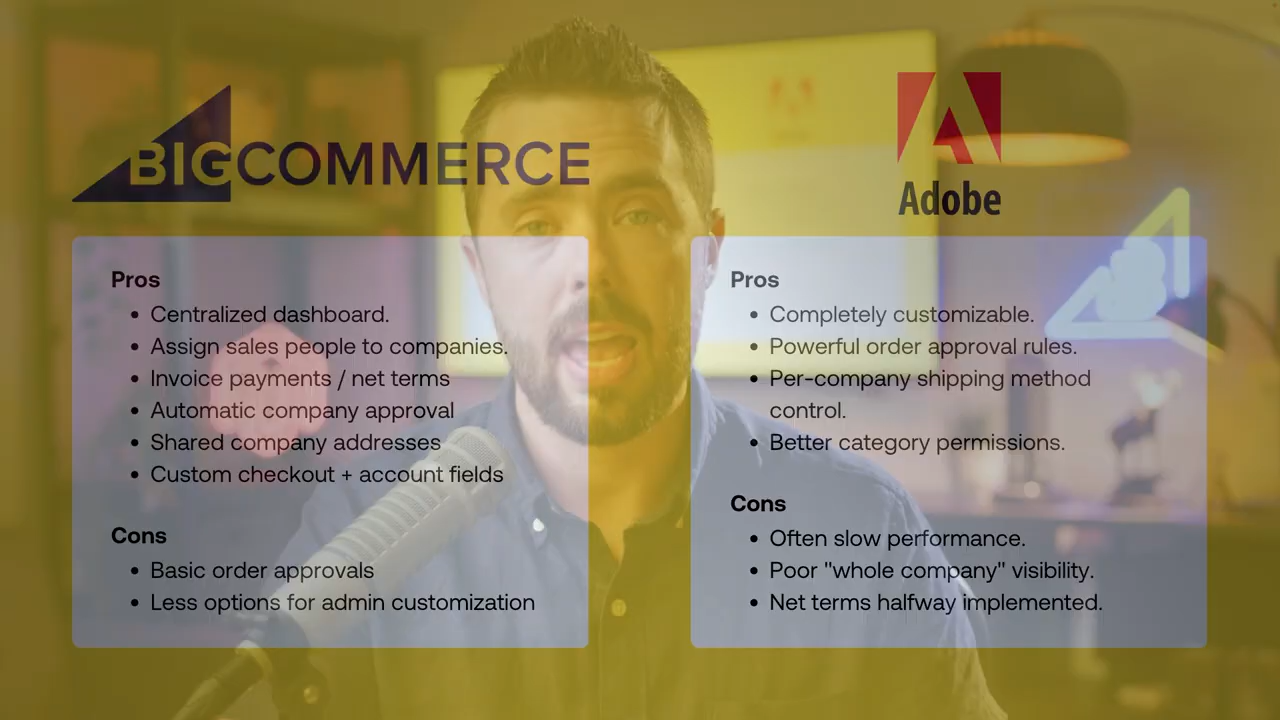 BIGCOMMERCE
Pros
• Centralized dashboard.
• Assign sales people to companies.
• Invoice payments / net terms
• Automatic company approval
• Shared company addresses
• Custom checkout + account fields
Cons
• Basic order approvals
• Less options for admin customization
Adobe
Pros
• Completely customizable.
• Powerful order approval rules.
• Per-company shipping method
control.
• Better category permissions.
Cons
• Often slow performance.
• Poor "whole company" visibility.
• Net terms halfway implemented.